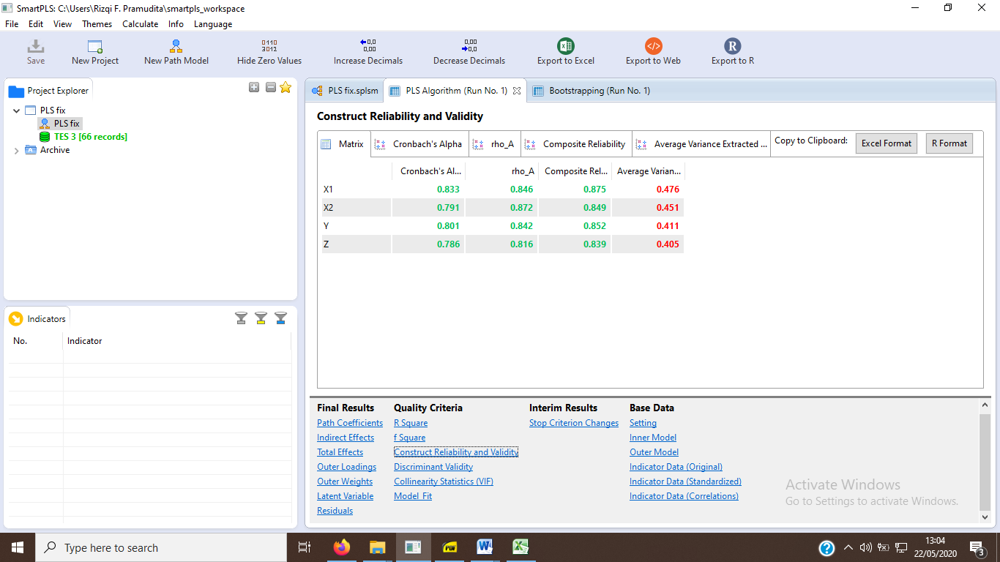 SmartPLS: C:\Users\Rizqi F. Pramudita\smartpls_workspace
File Edit View Themes Calculate Info Language
Save New Project New Path Model Hide Zero Values Increase Decimals Decrease Decimals Export to Excel Export to Web Export to R
Project Explorer
PLS fix
PLS fix
TES 3 [66 records]
Archive
Indicators
No. Indicator
PLS fix.splsm PLS Algorithm (Run No. 1) Bootstrapping (Run No. 1)
Construct Reliability and Validity
Matrix Cronbach's Alpha rho_A Composite Reliability Average Variance Extracted ... Copy to Clipboard: Excel Format R Format
Cronbach's Al... rho_A Composite Rel... Average Varian...
X1 0.833 0.846 0.875 0.476
X2 0.791 0.872 0.849 0.451
Y 0.801 0.842 0.852 0.411
Z 0.786 0.816 0.839 0.405
Final Results Quality Criteria Interim Results Base Data
Path Coefficients R Square Stop Criterion Changes Setting
Indirect Effects f Square Inner Model
Total Effects Construct Reliability and Validity Outer Model
Outer Loadings Discriminant Validity Indicator Data (Original)
Outer Weights Collinearity Statistics (VIF) Indicator Data (Standardized)
Latent Variable Model_Fit Indicator Data (Correlations)
Residuals
Activate Windows
Go to Settings to activate Windows.
Type here to search
13:04
22/05/2020
3